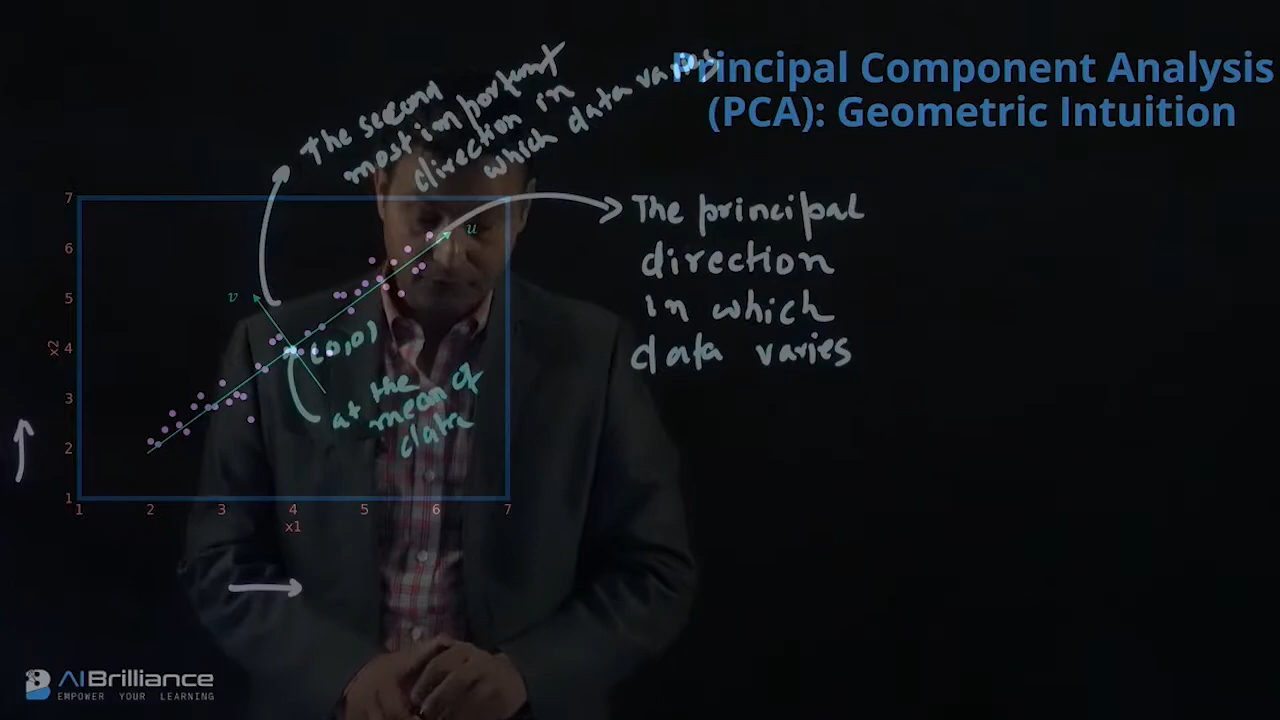 Principal Component Analysis
(PCA): Geometric Intuition
The second
most important
direction in
which data varies
The principal
direction
in which
data varies
u
v
(0,0)
at the
mean of
data
7
6
5
4
3
2
1
x2
1 2 3 4 5 6 7
x1
AIBrilliance
EMPOWER YOUR LEARNING